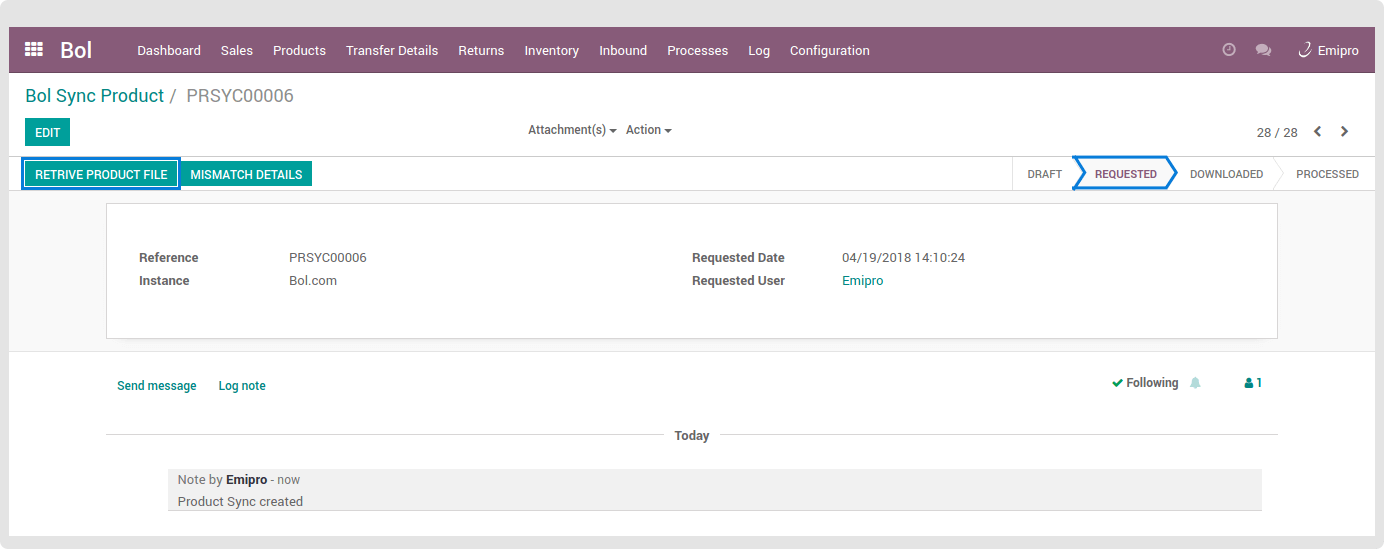 Bol Dashboard Sales Products Transfer Details Returns Inventory Inbound Processes Log Configuration Emipro
Bol Sync Product / PRSYC00006
EDIT Attachment(s) Action 28 / 28
RETRIVE PRODUCT FILE MISMATCH DETAILS DRAFT REQUESTED DOWNLOADED PROCESSED
Reference PRSYC00006 Requested Date 04/19/2018 14:10:24
Instance Bol.com Requested User Emipro
Send message Log note Following 1
Today
Note by Emipro - now
Product Sync created